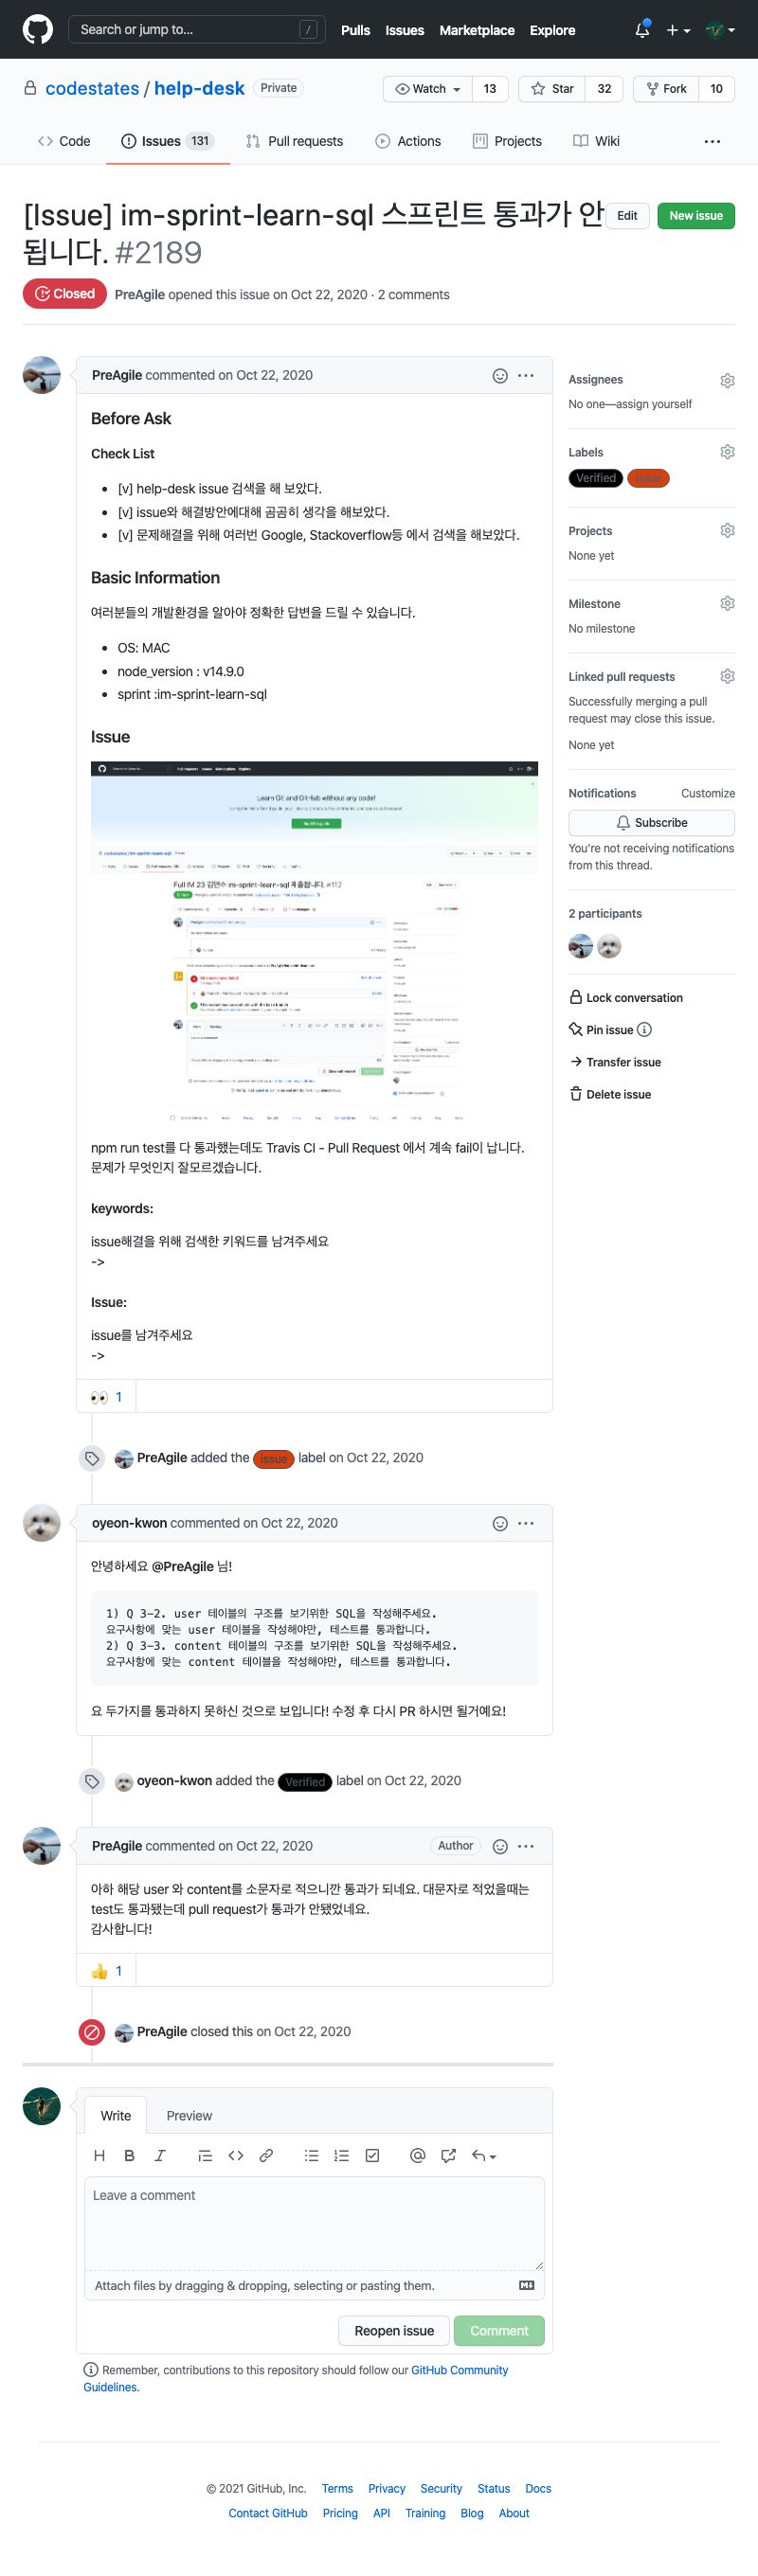 Search or jump to...
/
Pulls Issues Marketplace Explore
codestates / help-desk Private
Watch 13 Star 32 Fork 10
Code Issues 131 Pull requests Actions Projects Wiki
[Issue] im-sprint-learn-sql 스프린트 통과가 안
됩니다. #2189
Edit New issue
Closed PreAgile opened this issue on Oct 22, 2020 · 2 comments
PreAgile commented on Oct 22, 2020
Before Ask
Check List
[v] help-desk issue 검색을 해 보았다.
[v] issue와 해결방안에대해 곰곰히 생각을 해보았다.
[v] 문제해결을 위해 여러번 Google, Stackoverflow등 에서 검색을 해보았다.
Basic Information
여러분들의 개발환경을 알아야 정확한 답변을 드릴 수 있습니다.
OS: MAC
node_version : v14.9.0
sprint :im-sprint-learn-sql
Issue
Learn Git and GitHub without any code!
npm run test를 다 통과했는데도 Travis CI - Pull Request 에서 계속 fail이 납니다.
문제가 무엇인지 잘모르겠습니다.
keywords:
issue해결을 위해 검색한 키워드를 남겨주세요
->
Issue:
issue를 남겨주세요
->
1
PreAgile added the issue label on Oct 22, 2020
oyeon-kwon commented on Oct 22, 2020
안녕하세요 @PreAgile 님!
1) Q 3-2. user 테이블의 구조를 보기위한 SQL을 작성해주세요.
요구사항에 맞는 user 테이블을 작성해야만, 테스트를 통과합니다.
2) Q 3-3. content 테이블의 구조를 보기위한 SQL을 작성해주세요.
요구사항에 맞는 content 테이블을 작성해야만, 테스트를 통과합니다.
요 두가지를 통과하지 못하신 것으로 보입니다! 수정 후 다시 PR 하시면 될거예요!
oyeon-kwon added the Verified label on Oct 22, 2020
PreAgile commented on Oct 22, 2020 Author
아하 해당 user 와 content를 소문자로 적으니깐 통과가 되네요. 대문자로 적었을때는
test도 통과됐는데 pull request가 통과가 안됐었네요.
감사합니다!
1
PreAgile closed this on Oct 22, 2020
Write Preview
Leave a comment
Attach files by dragging & dropping, selecting or pasting them.
Reopen issue Comment
Remember, contributions to this repository should follow our GitHub Community
Guidelines.
Assignees
No one—assign yourself
Labels
Verified issue
Projects
None yet
Milestone
No milestone
Linked pull requests
Successfully merging a pull
request may close this issue.
None yet
Notifications Customize
Subscribe
You're not receiving notifications
from this thread.
2 participants
Lock conversation
Pin issue
Transfer issue
Delete issue
© 2021 GitHub, Inc. Terms Privacy Security Status Docs
Contact GitHub Pricing API Training Blog About